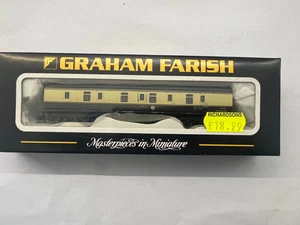 GRAHAM FARISH
RICHARDSONS
£18.99
Masterpieces in Miniature